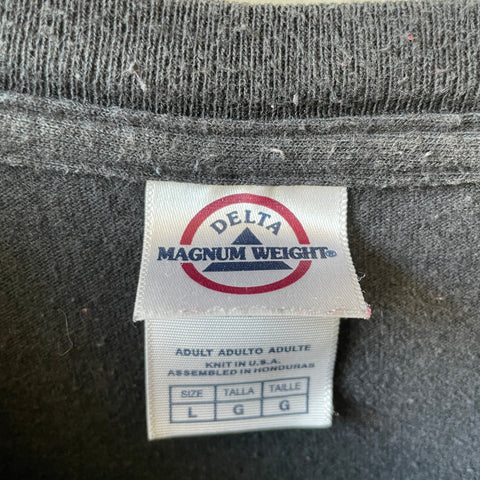 DELTA
MAGNUM WEIGHT®
ADULT ADULTO ADULTE
KNIT IN U.S.A.
ASSEMBLED IN HONDURAS
SIZE TALLA TAILLE
L G G